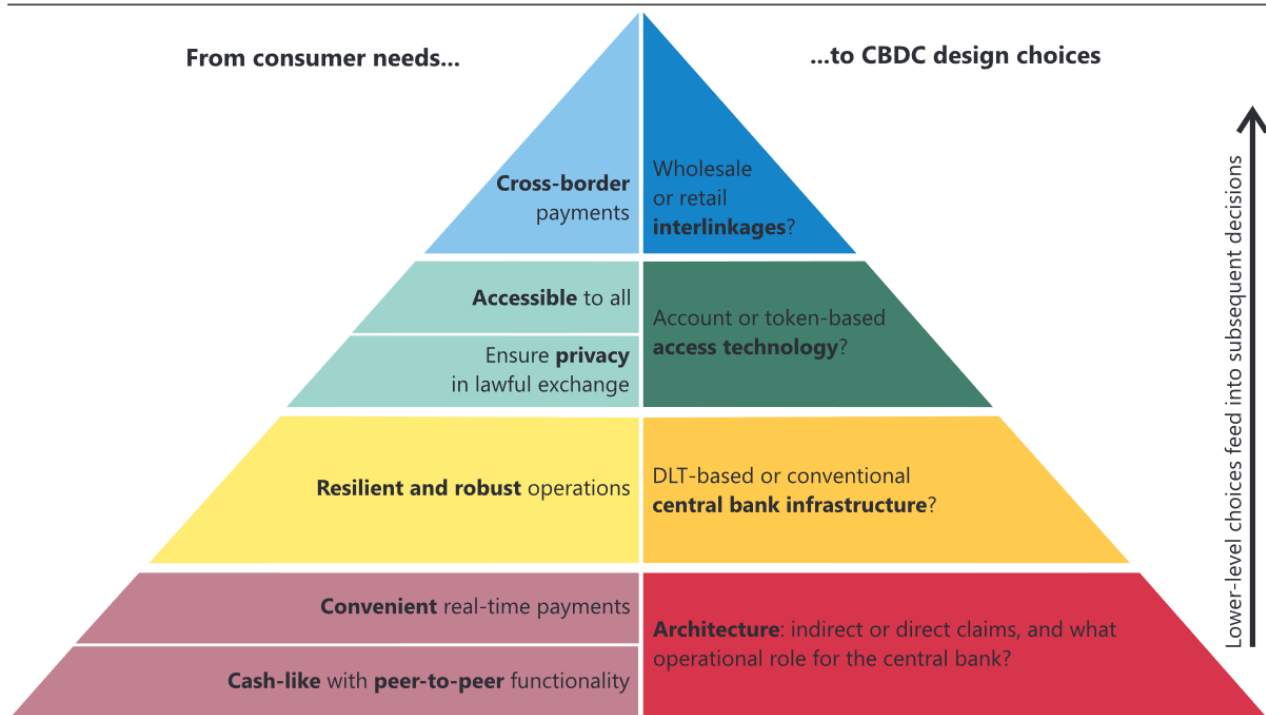 From consumer needs...
...to CBDC design choices
Cross-border
payments
Wholesale
or retail
interlinkages?
Accessible to all
Ensure privacy
in lawful exchange
Account or token-based
access technology?
Resilient and robust operations
DLT-based or conventional
central bank infrastructure?
Convenient real-time payments
Cash-like with peer-to-peer functionality
Architecture: indirect or direct claims, and what
operational role for the central bank?
Lower-level choices feed into subsequent decisions